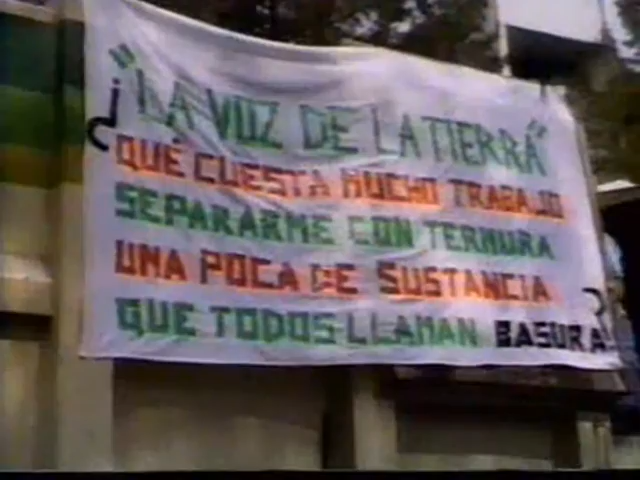 "LA VOZ DE LA TIERRA"
¿QUÉ CUESTA MUCHO TRABAJO
SEPARARME CON TERNURA
UNA POCA DE SUSTANCIA
QUE TODOS LLAMAN BASURA?